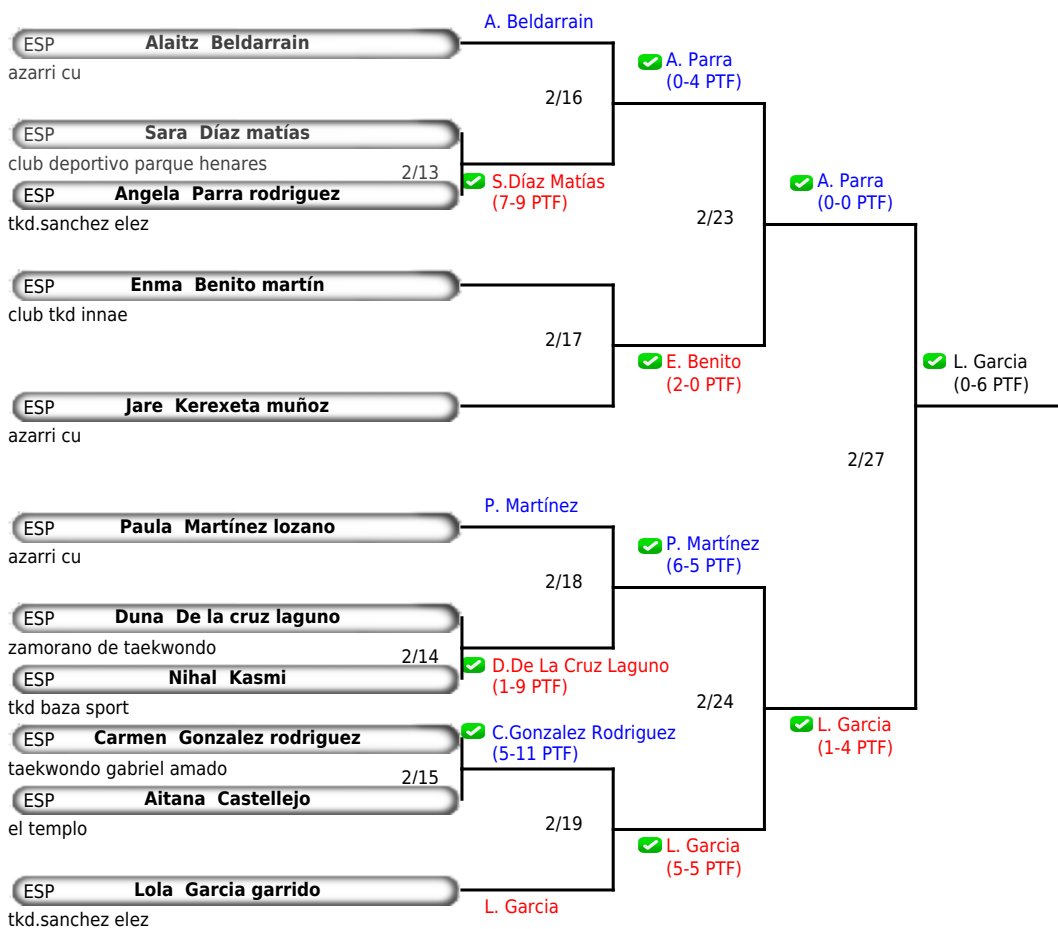 A. Beldarrain
ESP Alaitz Beldarrain
azarri cu
A. Parra
(0-4 PTF)
2/16
ESP Sara Díaz matías
club deportivo parque henares
2/13
S.Díaz Matías
(7-9 PTF)
ESP Angela Parra rodriguez
tkd.sanchez elez
A. Parra
(0-0 PTF)
2/23
ESP Enma Benito martín
club tkd innae
2/17
E. Benito
(2-0 PTF)
L. Garcia
(0-6 PTF)
ESP Jare Kerexeta muñoz
azarri cu
2/27
P. Martínez
ESP Paula Martínez lozano
azarri cu
P. Martínez
(6-5 PTF)
2/18
ESP Duna De la cruz laguno
zamorano de taekwondo
2/14
D.De La Cruz Laguno
(1-9 PTF)
ESP Nihal Kasmi
tkd baza sport
2/24
L. Garcia
(1-4 PTF)
ESP Carmen Gonzalez rodriguez
C.Gonzalez Rodriguez
(5-11 PTF)
taekwondo gabriel amado
2/15
ESP Aitana Castellejo
el templo
2/19
L. Garcia
(5-5 PTF)
ESP Lola Garcia garrido
L. Garcia
tkd.sanchez elez